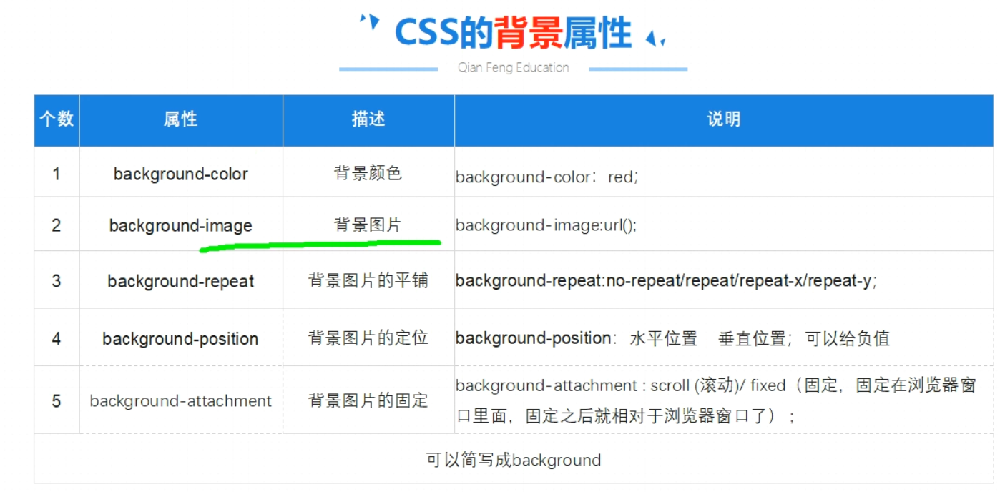 CSS的背景属性
Qian Feng Education
个数 属性 描述 说明
1 background-color 背景颜色 background-color：red；
2 background-image 背景图片 background-image:url();
3 background-repeat 背景图片的平铺 background-repeat:no-repeat/repeat/repeat-x/repeat-y；
4 background-position 背景图片的定位 background-position：水平位置 垂直位置；可以给负值
5 background-attachment 背景图片的固定 background-attachment : scroll (滚动)/ fixed（固定，固定在浏览器窗
口里面，固定之后就相对于浏览器窗口了）;
可以简写成background